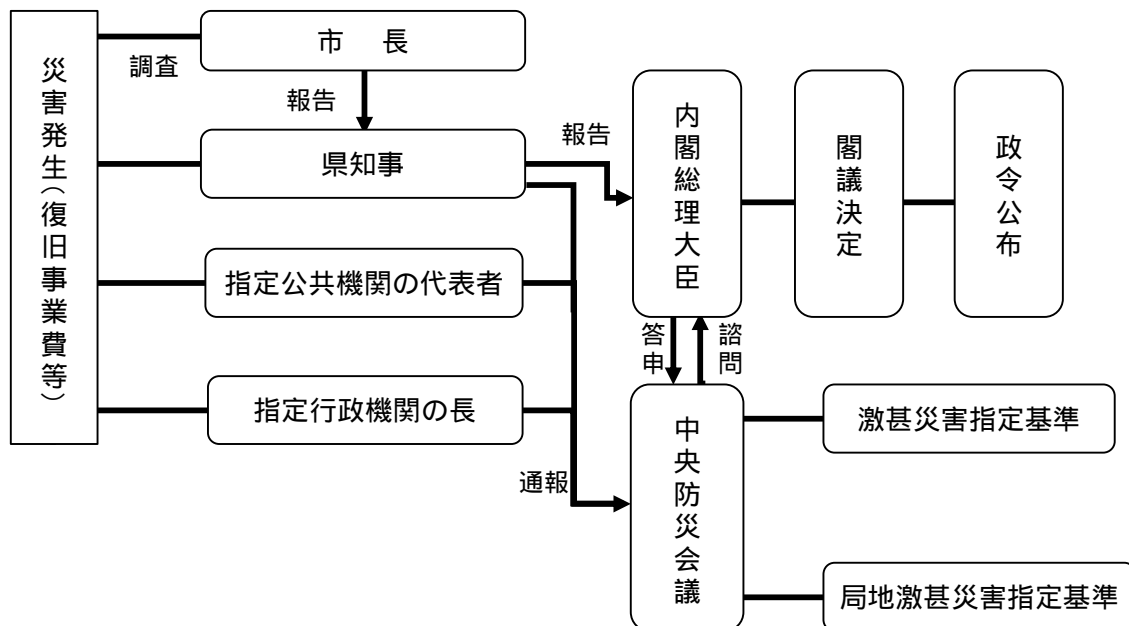 災害発生(復旧事業費等)
市 長
調査
報告
県知事
報告
指定公共機関の代表者
指定行政機関の長
通報
内閣総理大臣
閣議決定
政令公布
答申
諮問
中央防災会議
激甚災害指定基準
局地激甚災害指定基準